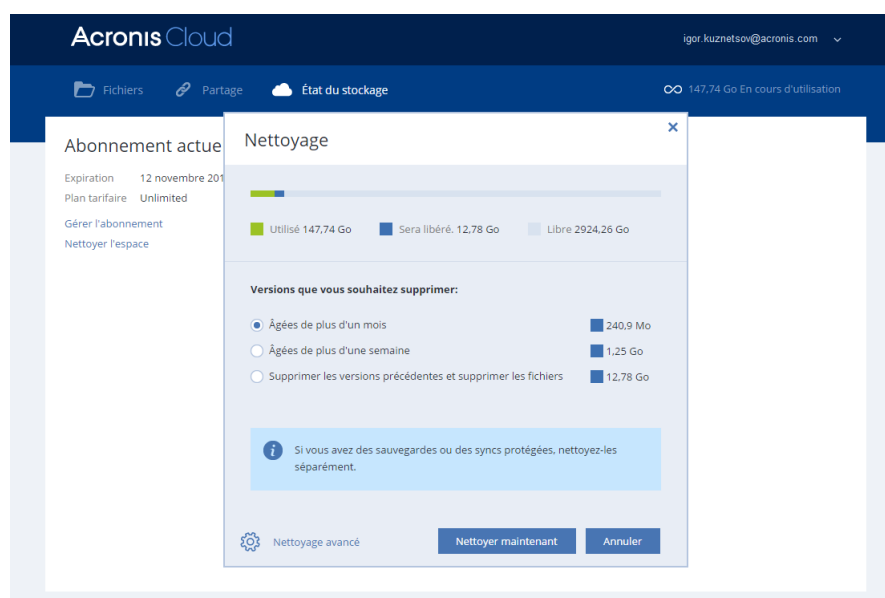 Acronis Cloud
igor.kuznetsov@acronis.com
Fichiers
Partage
État du stockage
147,74 Go En cours d'utilisation
Abonnement actue
Expiration 12 novembre 201
Plan tarifaire Unlimited
Gérer l'abonnement
Nettoyer l'espace
Nettoyage
Utilisé 147,74 Go
Sera libéré. 12,78 Go
Libre 2924,26 Go
Versions que vous souhaitez supprimer:
Âgées de plus d'un mois 240,9 Mo
Âgées de plus d'une semaine 1,25 Go
Supprimer les versions précédentes et supprimer les fichiers 12,78 Go
Si vous avez des sauvegardes ou des syncs protégées, nettoyez-les
séparément.
Nettoyage avancé
Nettoyer maintenant
Annuler